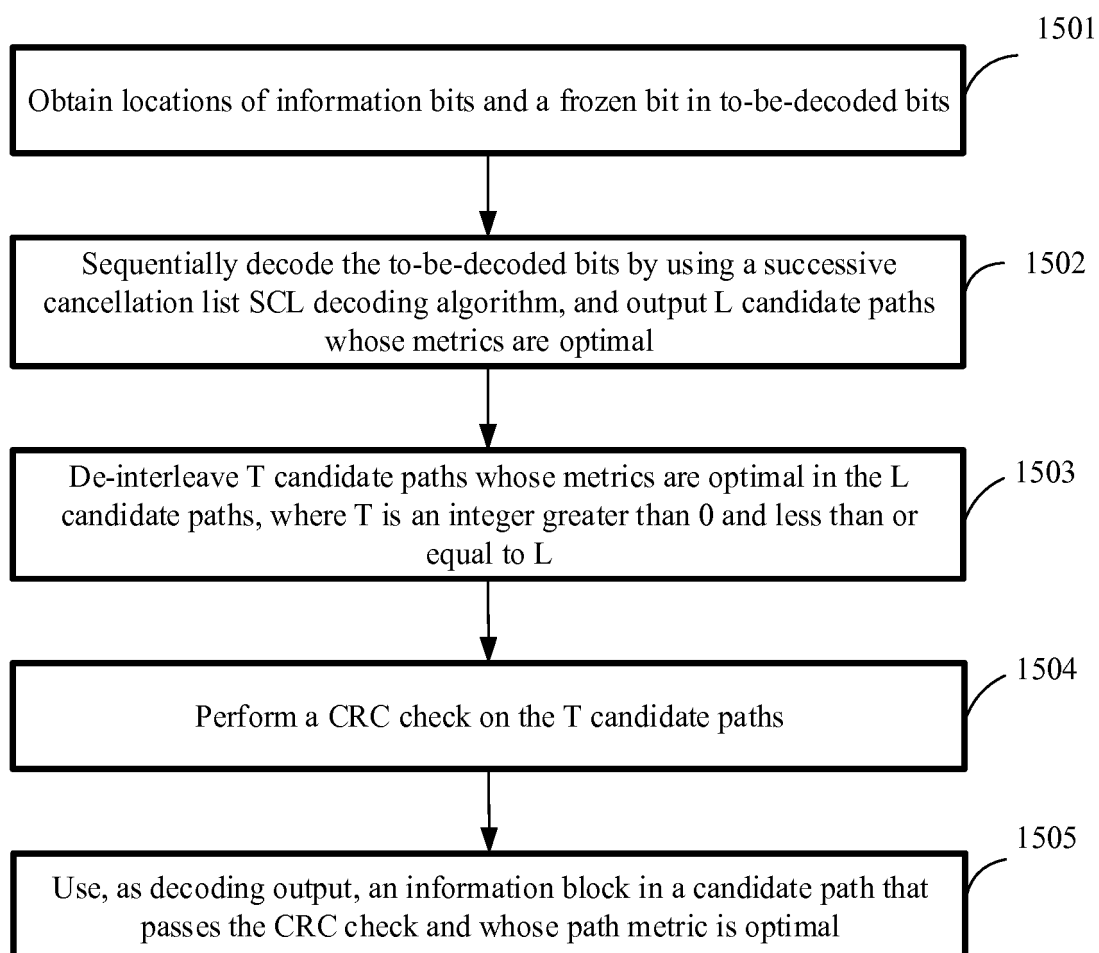 1501
Obtain locations of information bits and a frozen bit in to-be-decoded bits
1502
Sequentially decode the to-be-decoded bits by using a successive
cancellation list SCL decoding algorithm, and output L candidate paths
whose metrics are optimal
1503
De-interleave T candidate paths whose metrics are optimal in the L
candidate paths, where T is an integer greater than 0 and less than or
equal to L
1504
Perform a CRC check on the T candidate paths
1505
Use, as decoding output, an information block in a candidate path that
passes the CRC check and whose path metric is optimal